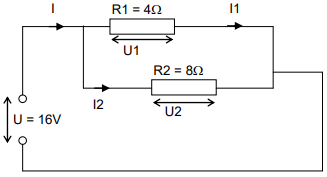 I
R1 = 4Ω
I1
U1
R2 = 8Ω
I2
U2
U = 16V